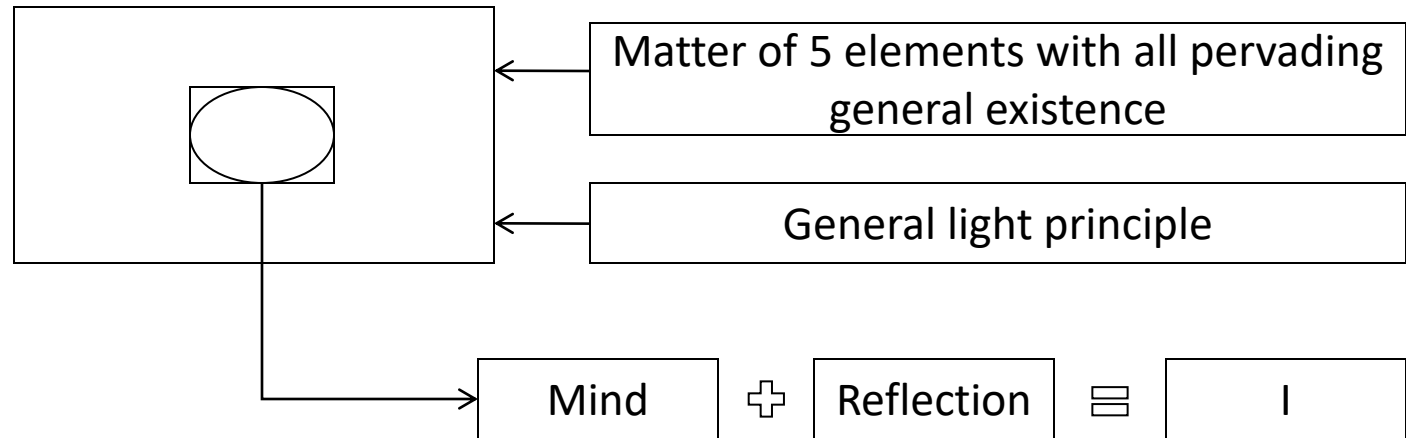 Matter of 5 elements with all pervading
general existence
General light principle
Mind + Reflection = I